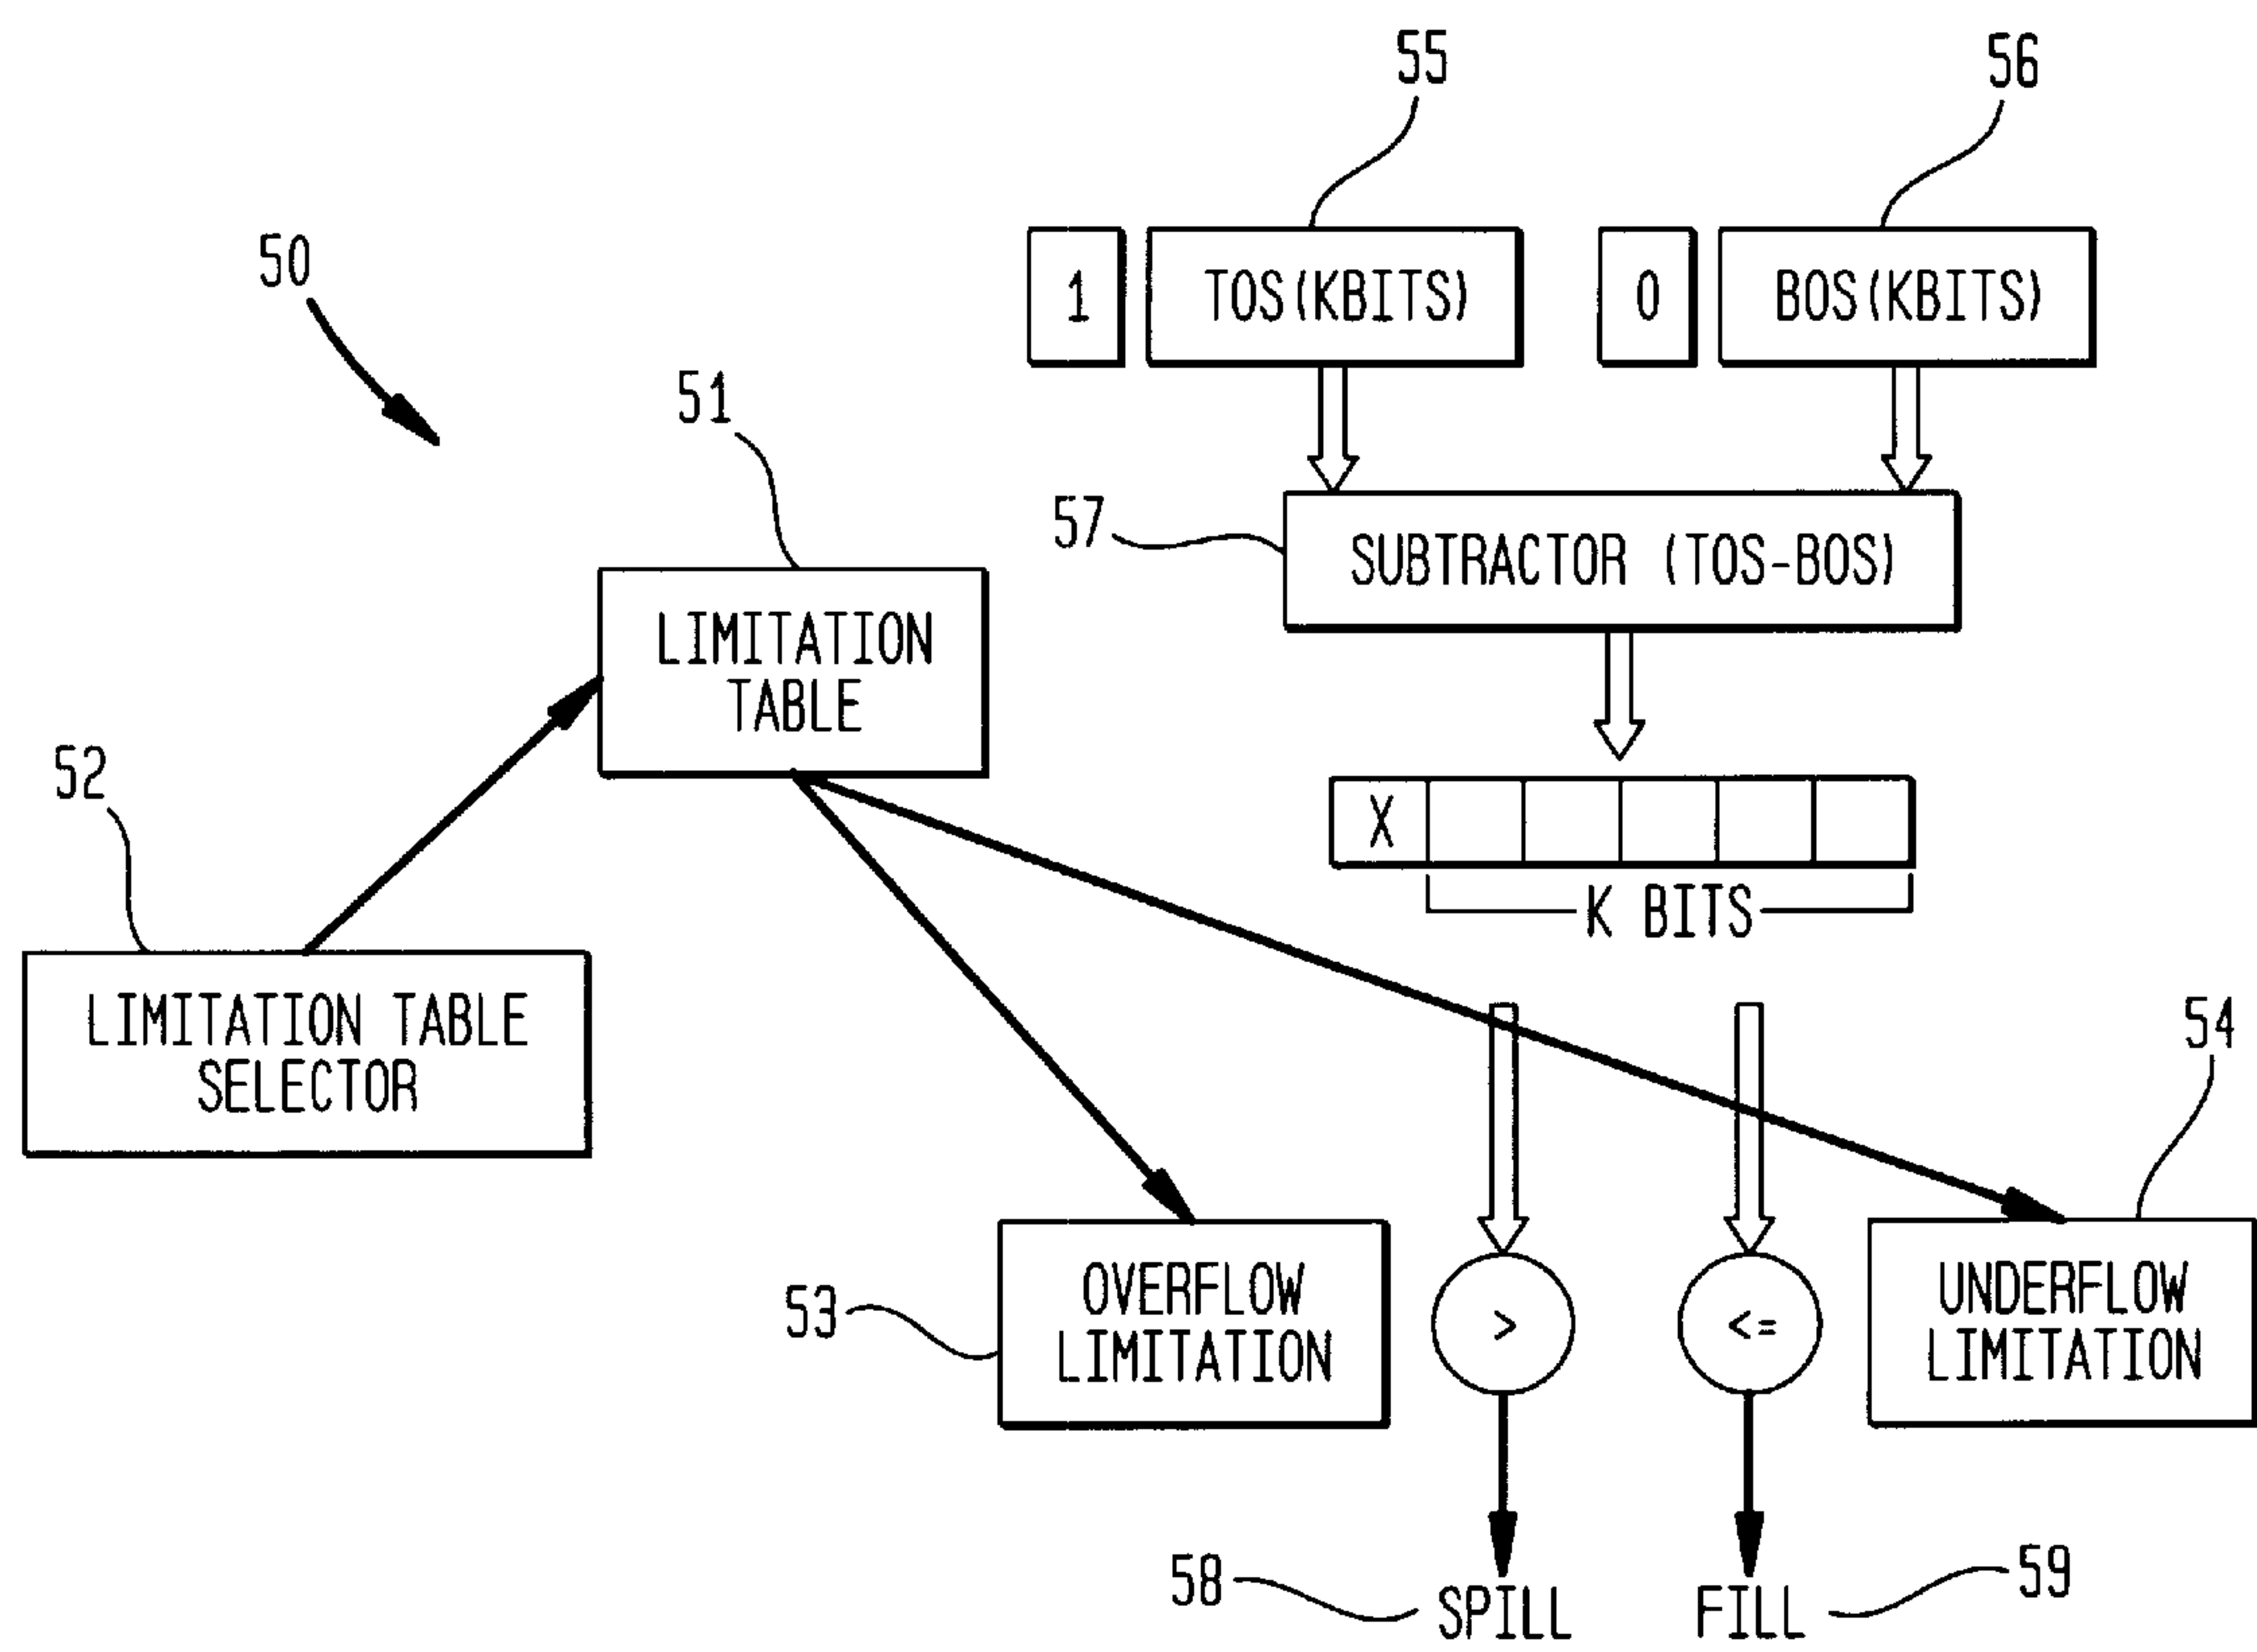 55
56
50
1
TOS(KBITS)
0
BOS(KBITS)
51
57
SUBTRACTOR (TOS-BOS)
LIMITATION
TABLE
52
X
K BITS
LIMITATION TABLE
SELECTOR
54
53
OVERFLOW
LIMITATION
>
<=
UNDERFLOW
LIMITATION
58
SPILL
FILL
59